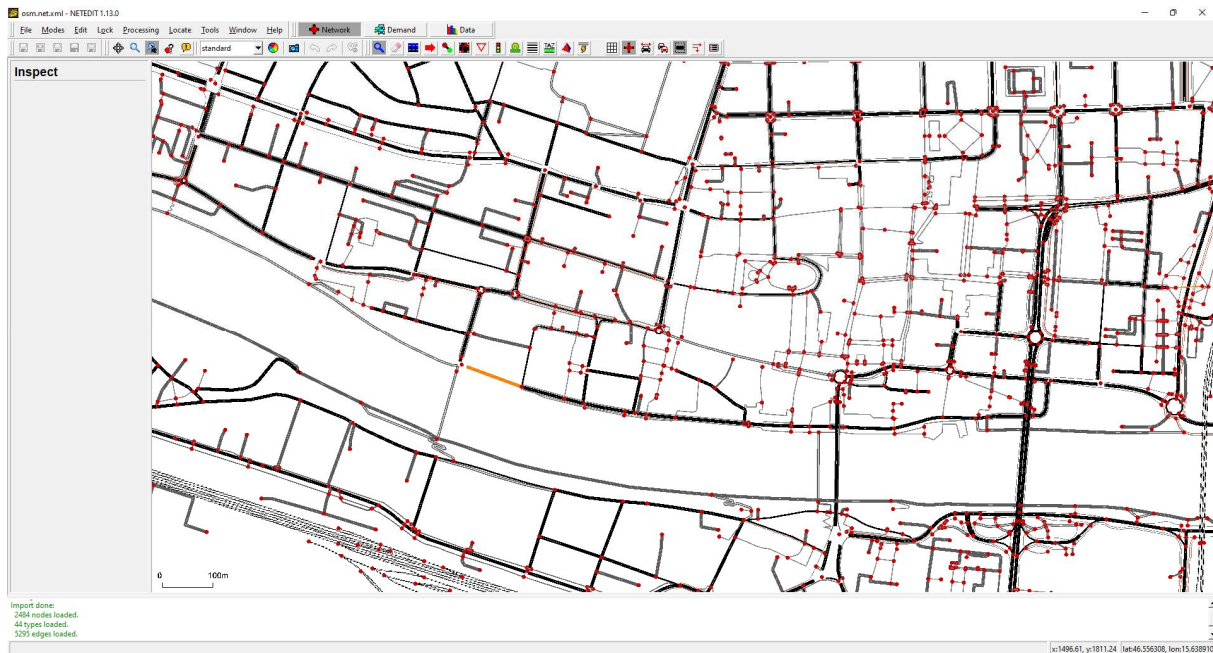 osm.net.xml - NETEDIT 1.13.0
File Modes Edit Lock Processing Locate Tools Window Help Network Demand Data
standard TAZ
Inspect
0 100m
Import done:
2484 nodes loaded.
44 types loaded.
5295 edges loaded.
x:1496.61, y:1811.24 lat:46.556308, lon:15.638910